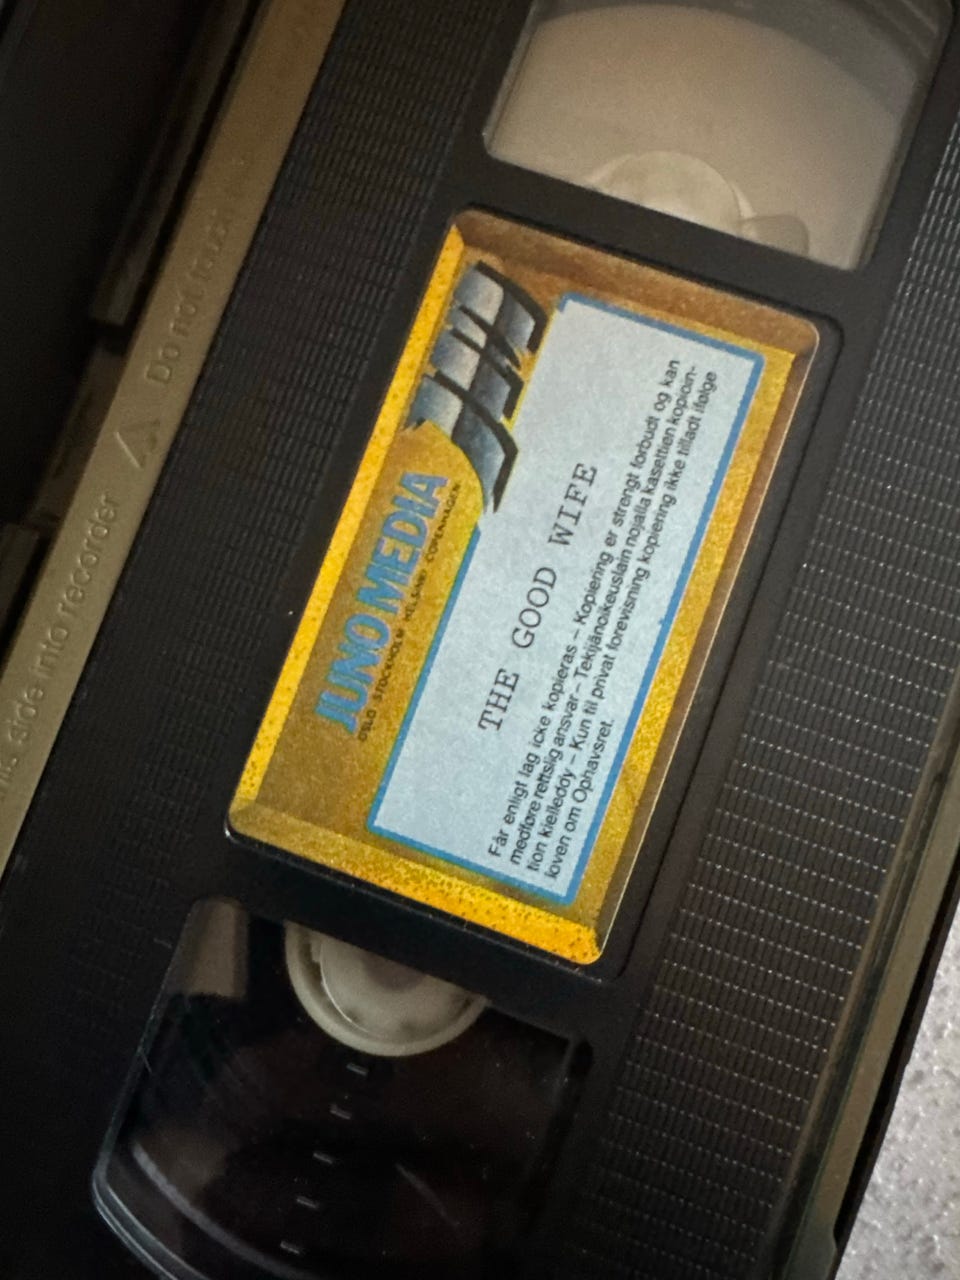 JUNO MEDIA
OSLO STOCKHOLM HELSINKI COPENHAGEN
THE GOOD WIFE
Får enligt lag icke kopieras – Kopiering er strengt forbudt og kan
medføre rettslig ansvar – Tekijänoikeuslain nojalla kasettien kopioin-
tion kielleddy – Kun til privat forevisning kopiering ikke tilladt ifølge
loven om Ophavsret.
side into recorder
Do not touch